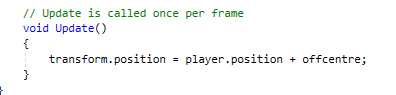 // Update is called once per frame
void Update()
{
transform.position = player.position + offcentre;
}
}